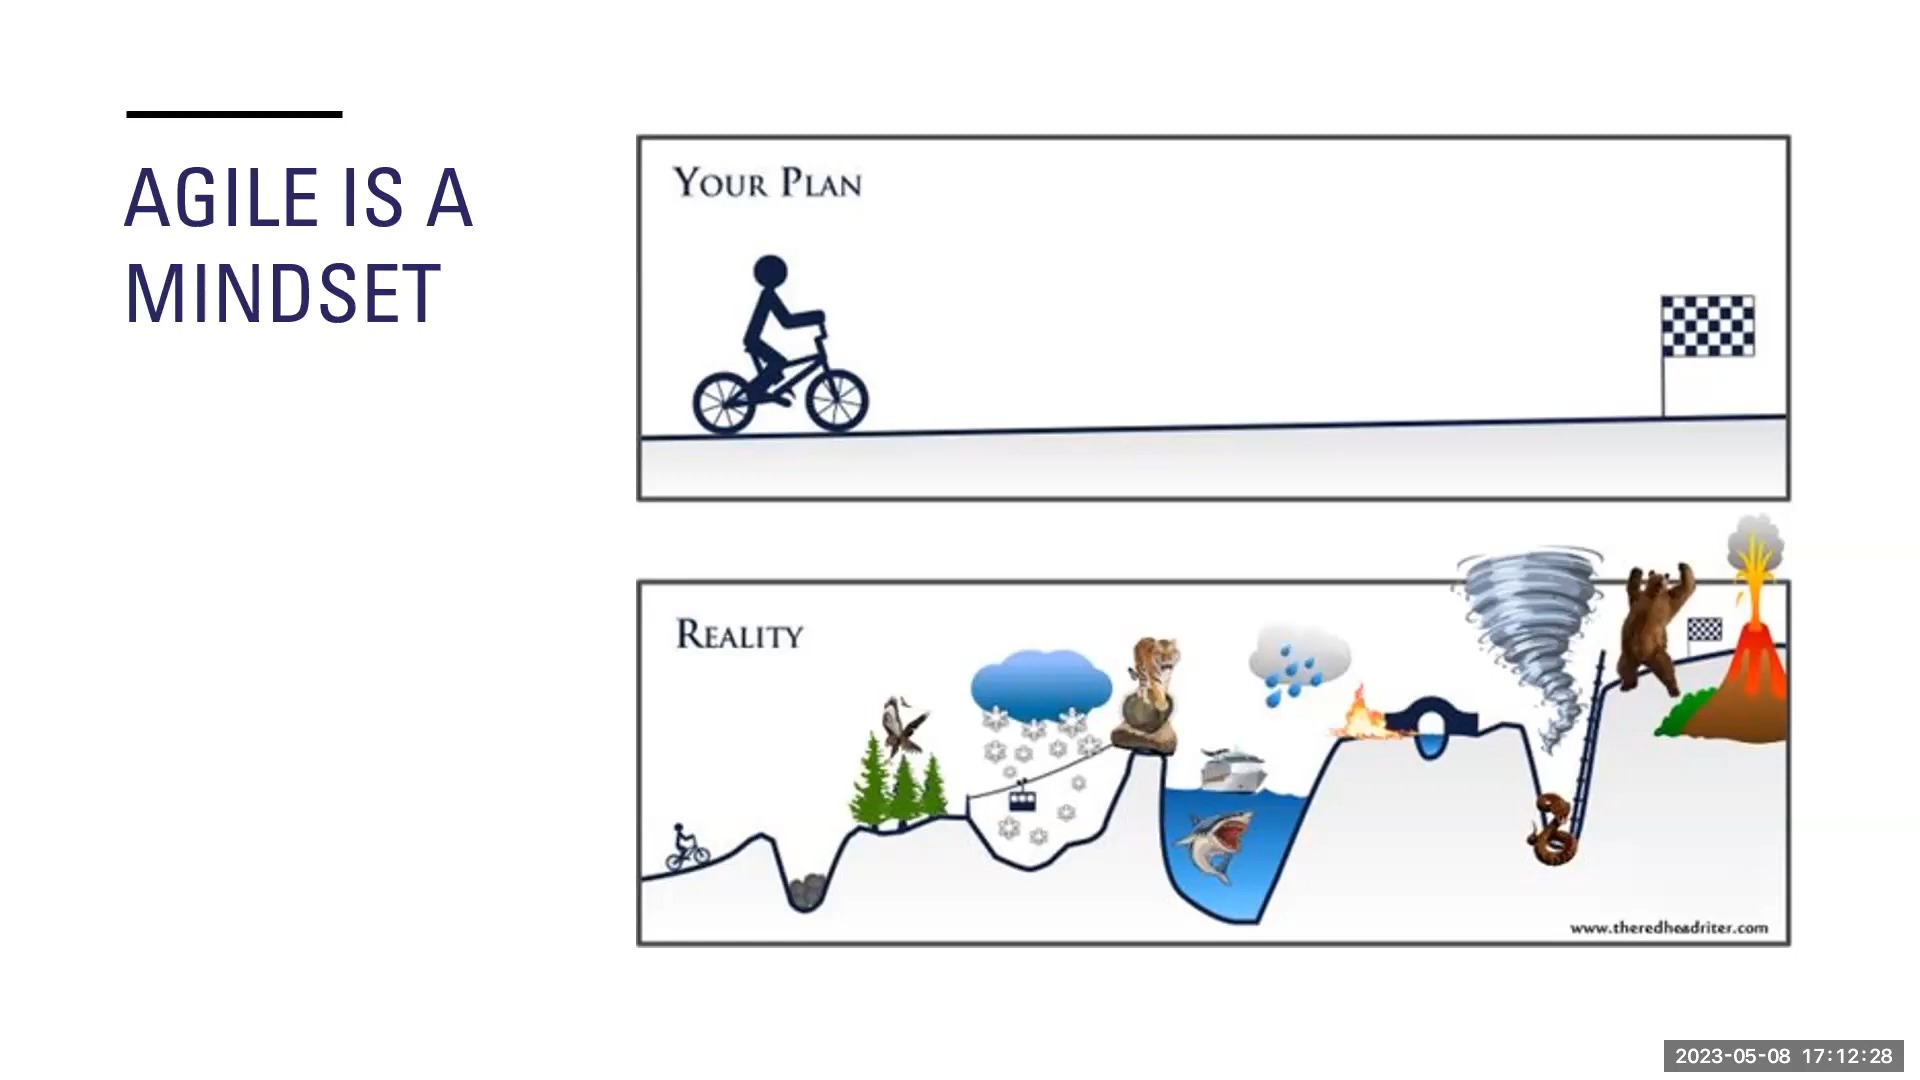 AGILE IS A
MINDSET
YOUR PLAN
REALITY
www.theredheadriter.com
2023-05-08 17:12:28